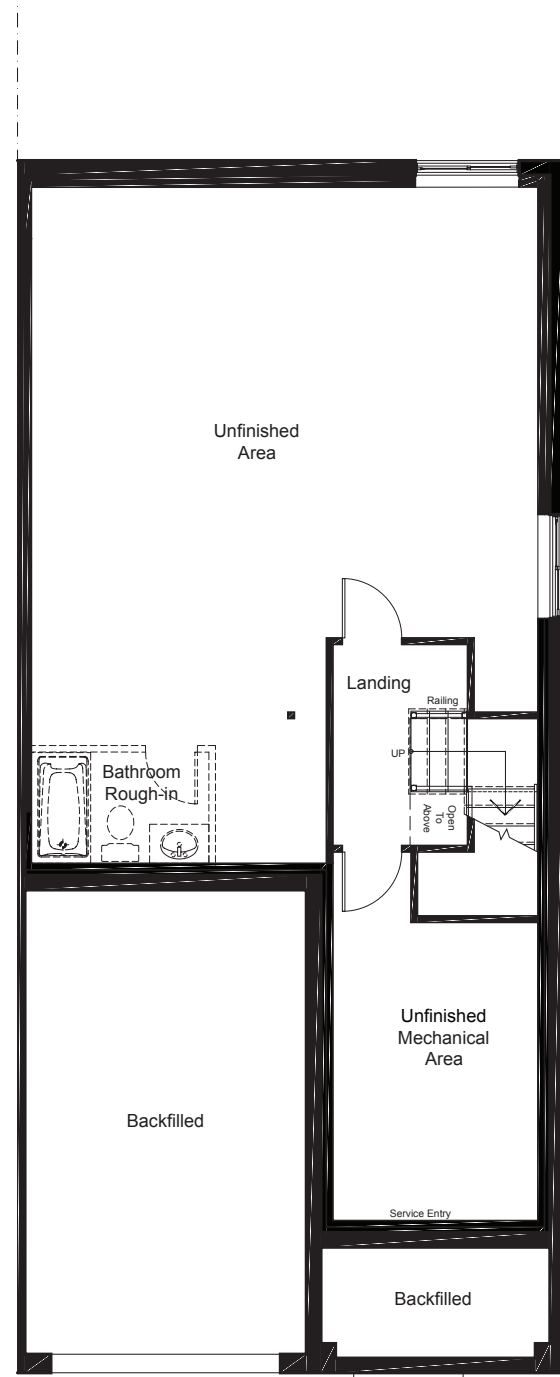 Unfinished
Area
Landing
Railing
UP
Bathroom
Rough-in
Open
To
Above
Unfinished
Mechanical
Area
Backfilled
Service Entry
Backfilled